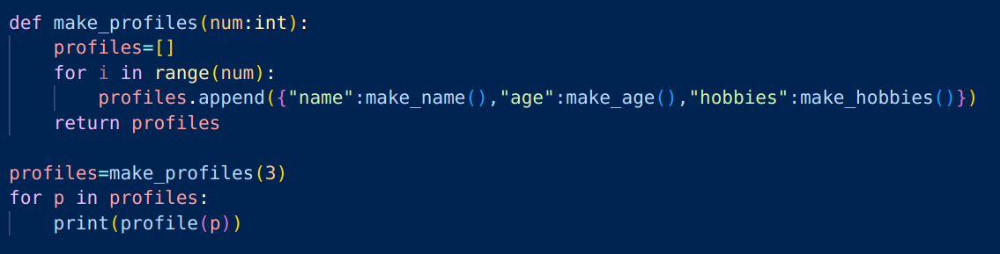 def make_profiles(num:int):
    profiles=[]
    for i in range(num):
        profiles.append({"name":make_name(),"age":make_age(),"hobbies":make_hobbies()})
    return profiles

profiles=make_profiles(3)
for p in profiles:
    print(profile(p))